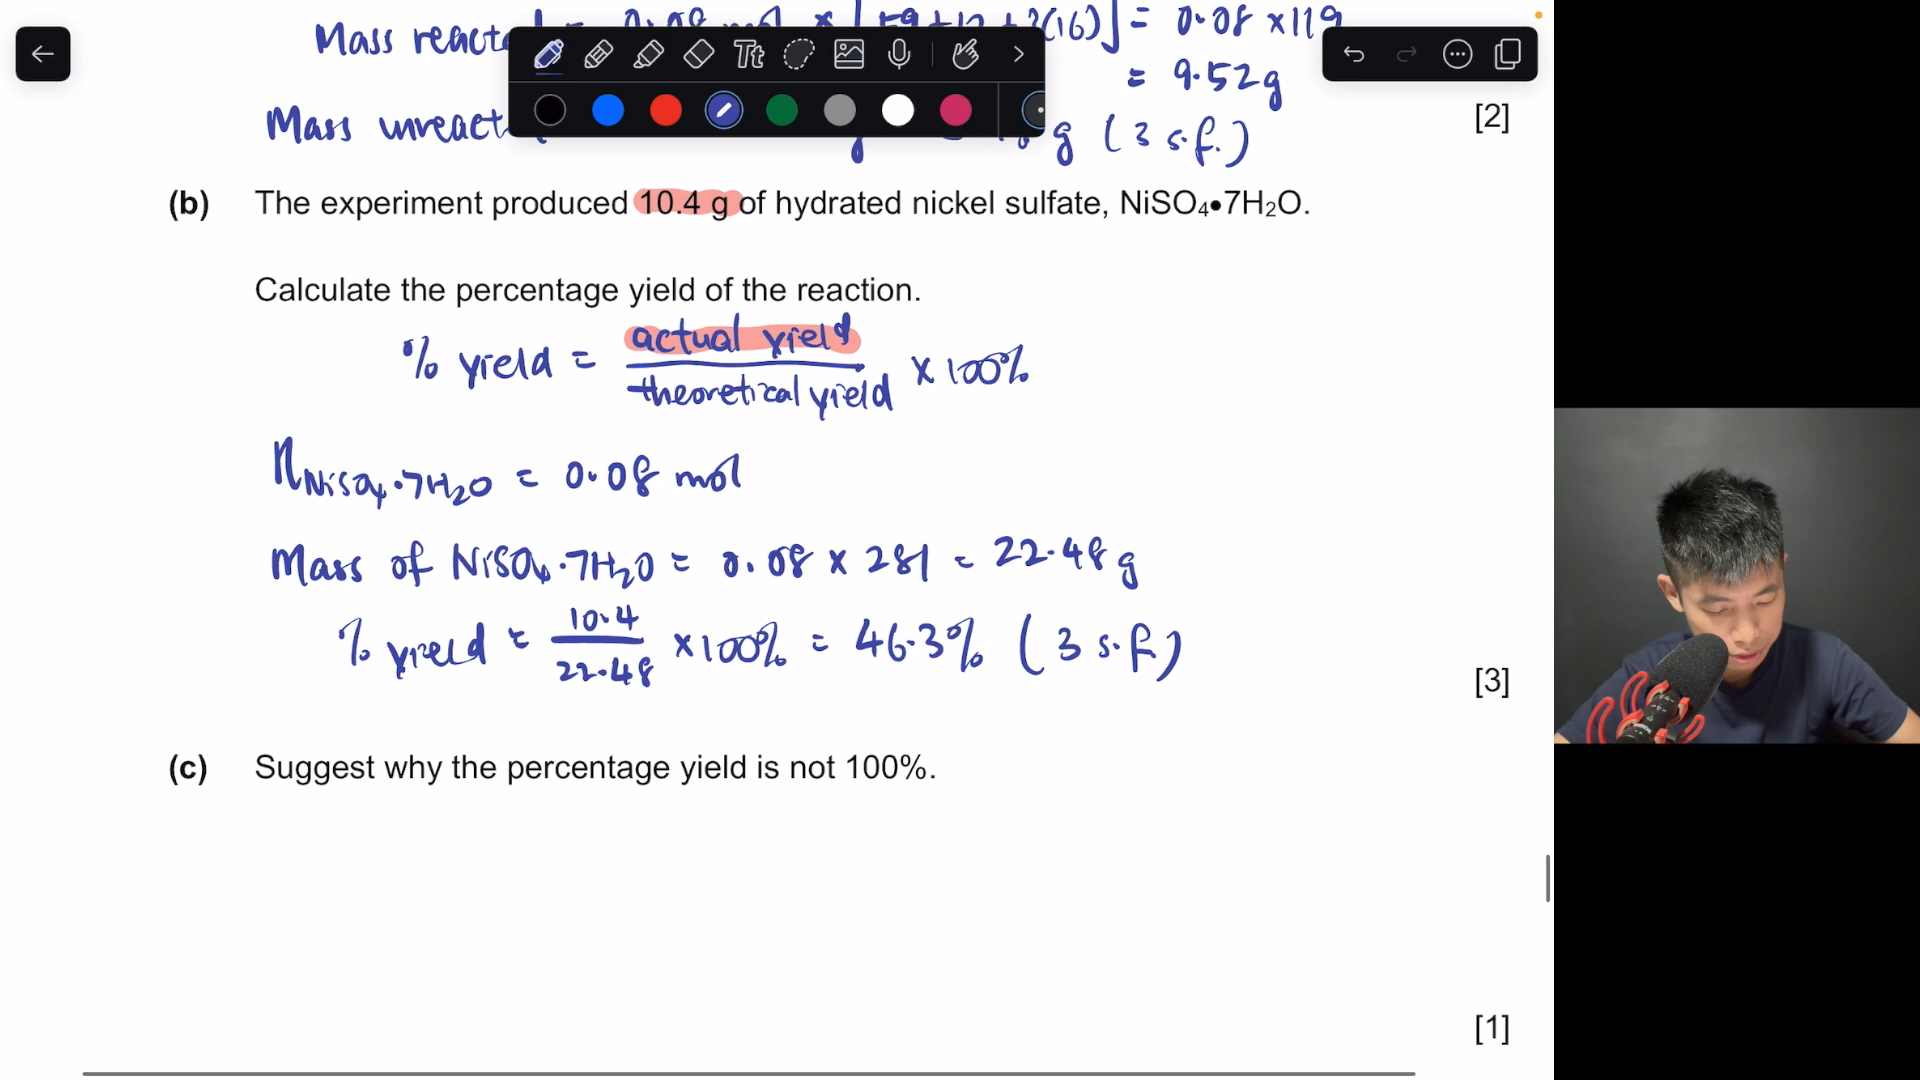 Mass react
= 0.08 × 119
= 9.52g
Mass unreact
g (3 s.f.)
[2]
(b) The experiment produced 10.4 g of hydrated nickel sulfate, NiSO₄•7H₂O.
Calculate the percentage yield of the reaction.
% yield = actual yield / theoretical yield × 100%
nNiSO₄·7H₂O = 0.08 mol
Mass of NiSO₄·7H₂O = 0.08 × 281 = 22.48 g
% yield = 10.4 / 22.48 × 100% = 46.3% (3 s.f.)
[3]
(c) Suggest why the percentage yield is not 100%.
[1]
Tt